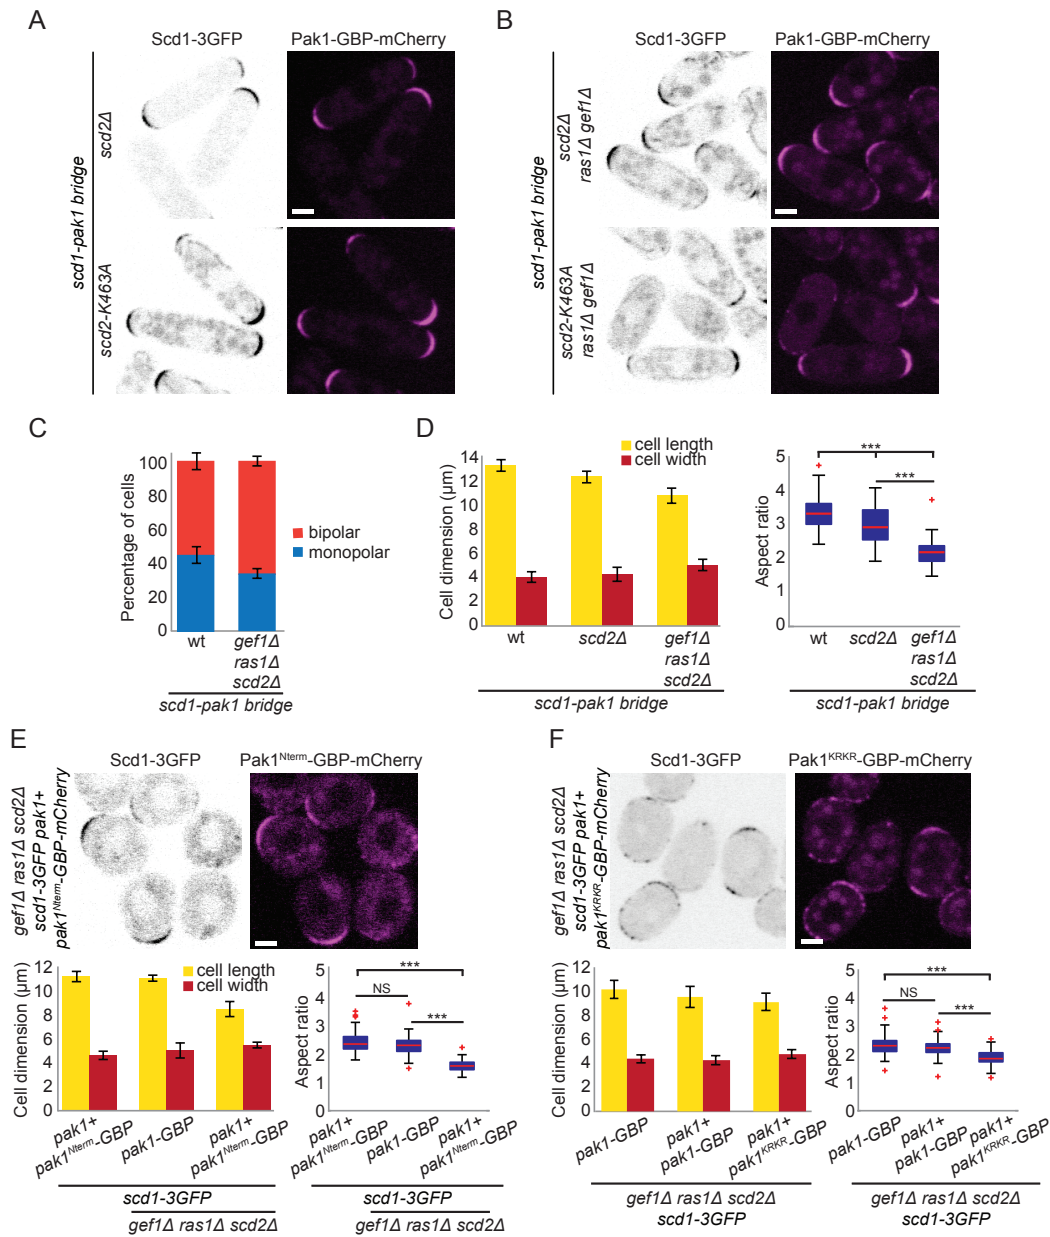 A
Scd1-3GFP
Pak1-GBP-mCherry
scd1-pak1 bridge
scd2Δ
scd2-K463A
B
Scd1-3GFP
Pak1-GBP-mCherry
scd1-pak1 bridge
scd2Δ
ras1Δ gef1Δ
scd2-K463A
ras1Δ gef1Δ
C
Percentage of cells
100
80
60
40
20
0
bipolar
monopolar
wt
gef1Δ
ras1Δ
scd2Δ
scd1-pak1 bridge
D
cell length
cell width
Cell dimension (µm)
14
12
10
8
6
4
2
0
wt
scd2Δ
gef1Δ
ras1Δ
scd2Δ
scd1-pak1 bridge
Aspect ratio
5
4
3
2
1
0
***
***
wt
scd2Δ
gef1Δ
ras1Δ
scd2Δ
scd1-pak1 bridge
E
Scd1-3GFP
Pak1Nterm-GBP-mCherry
gef1Δ ras1Δ scd2Δ
scd1-3GFP pak1+
pak1Nterm-GBP-mCherry
cell length
cell width
Cell dimension (µm)
12
10
8
6
4
2
0
pak1+
pak1Nterm-GBP
pak1-GBP
pak1+
pak1Nterm-GBP
scd1-3GFP
gef1Δ ras1Δ scd2Δ
Aspect ratio
5
4
3
2
1
0
***
NS
***
pak1+
pak1Nterm-GBP
pak1-GBP
pak1+
pak1Nterm-GBP
scd1-3GFP
gef1Δ ras1Δ scd2Δ
F
Scd1-3GFP
Pak1KRKR-GBP-mCherry
gef1Δ ras1Δ scd2Δ
scd1-3GFP pak1+
pak1KRKR-GBP-mCherry
Cell dimension (µm)
12
10
8
6
4
2
0
pak1-GBP
pak1+
pak1-GBP
pak1+
pak1KRKR-GBP
gef1Δ ras1Δ scd2Δ
scd1-3GFP
Aspect ratio
5
4
3
2
1
0
***
NS
***
pak1-GBP
pak1+
pak1-GBP
pak1+
pak1KRKR-GBP
gef1Δ ras1Δ scd2Δ
scd1-3GFP